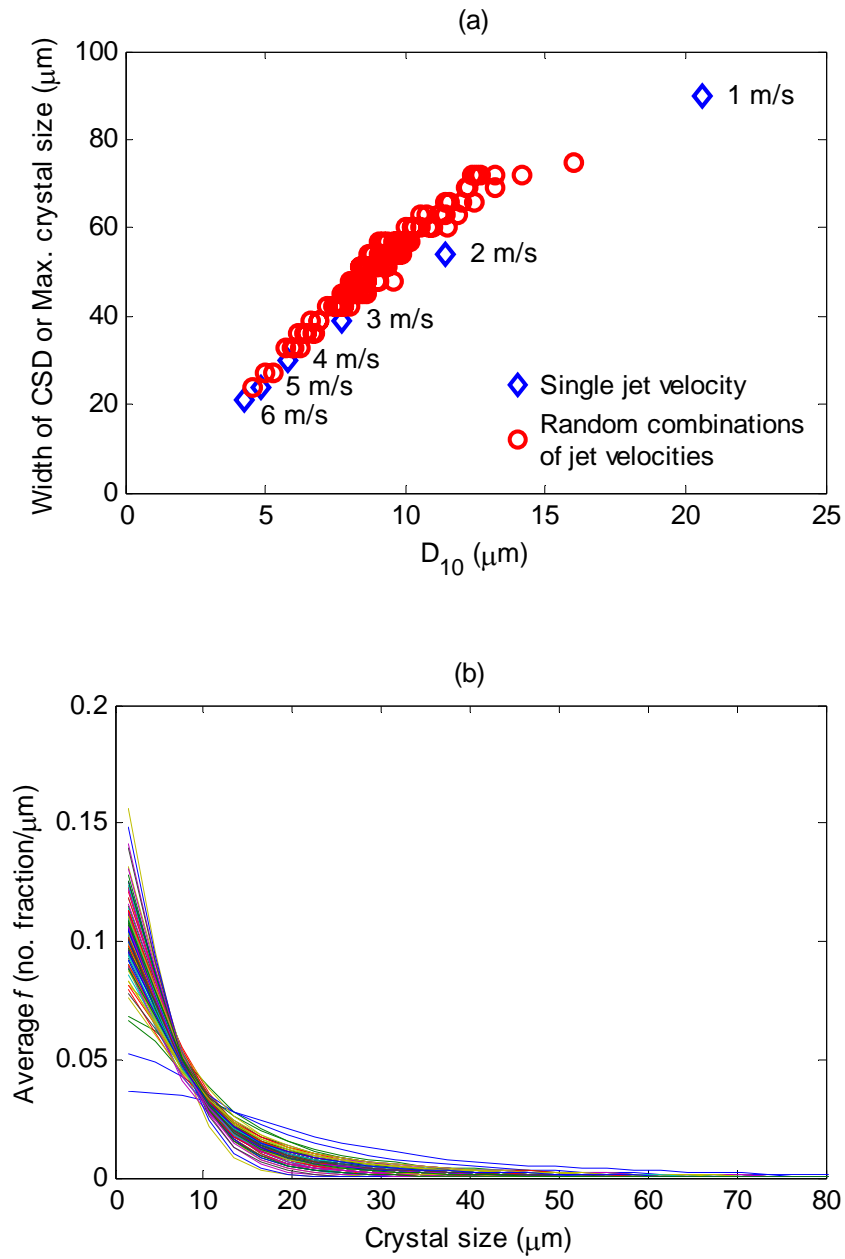 (a)
100
80
60
40
20
0
Width of CSD or Max. crystal size (μm)
1 m/s
2 m/s
3 m/s
4 m/s
5 m/s
6 m/s
Single jet velocity
Random combinations
of jet velocities
0 5 10 15 20 25
D10 (μm)
(b)
0.2
0.15
0.1
0.05
0
Average f (no. fraction/μm)
0 10 20 30 40 50 60 70 80
Crystal size (μm)